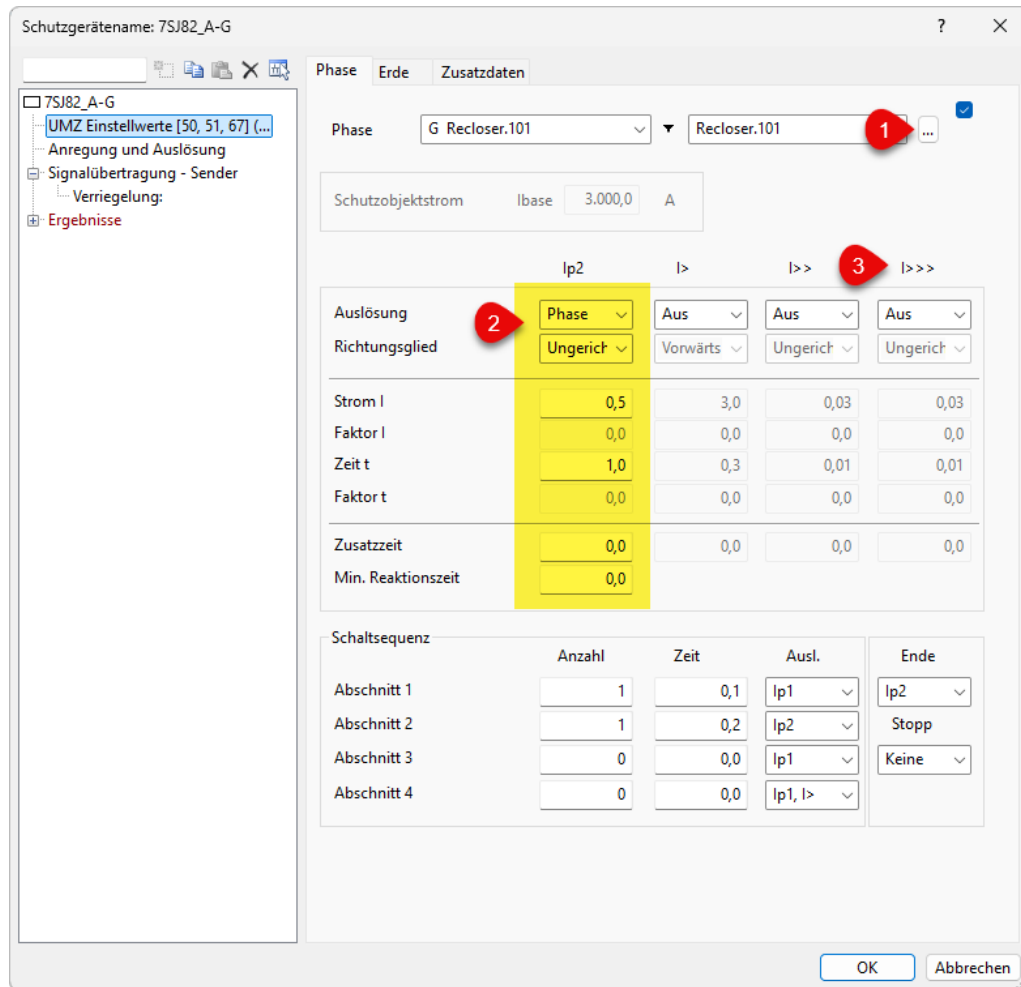 Schutzgerätename: 7SJ82_A-G ?
Phase Erde Zusatzdaten
7SJ82_A-G
UMZ Einstellwerte [50, 51, 67] (...
Anregung und Auslösung
Signalübertragung - Sender
Verriegelung:
Ergebnisse
Phase G Recloser.101 Recloser.101 1 ...
Schutzobjektstrom Ibase 3.000,0 A
Ip2 I> I>> 3 I>>>
Auslösung 2 Phase Aus Aus Aus
Richtungsglied Ungerich Vorwärts Ungerich Ungerich
Strom I 0,5 3,0 0,03 0,03
Faktor I 0,0 0,0 0,0 0,0
Zeit t 1,0 0,3 0,01 0,01
Faktor t 0,0 0,0 0,0 0,0
Zusatzzeit 0,0 0,0 0,0 0,0
Min. Reaktionszeit 0,0
Schaltsequenz
Anzahl Zeit Ausl. Ende
Abschnitt 1 1 0,1 Ip1 Ip2
Abschnitt 2 1 0,2 Ip2 Stopp
Abschnitt 3 0 0,0 Ip1 Keine
Abschnitt 4 0 0,0 Ip1, I>
OK Abbrechen